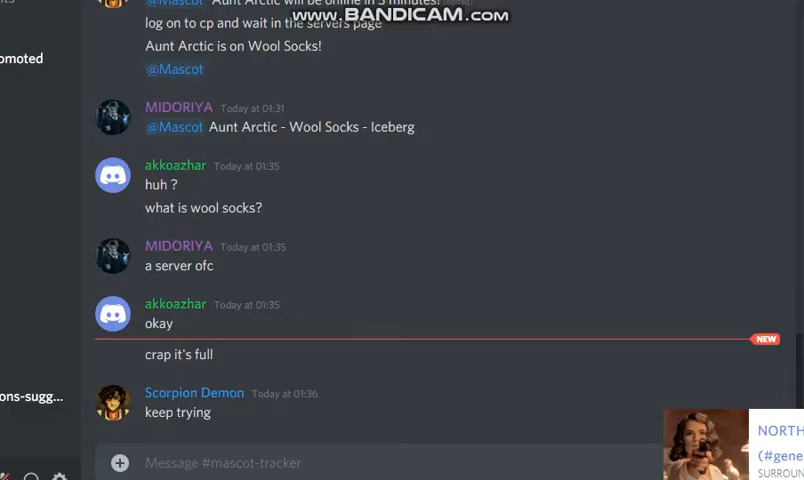 www.BANDICAM.com
@Mascot Aunt Arctic will be online in 5 minutes!
log on to cp and wait in the servers page
Aunt Arctic is on Wool Socks!
omoted
@Mascot
MIDORIYA Today at 01:31
@Mascot Aunt Arctic - Wool Socks - Iceberg
akkoazhar Today at 01:35
huh ?
what is wool socks?
MIDORIYA Today at 01:35
a server ofc
akkoazhar Today at 01:35
okay
NEW
crap it's full
ons-sugg...
Scorpion Demon Today at 01:36
keep trying
NORTH
(#gene
Message #mascot-tracker
SURROUN